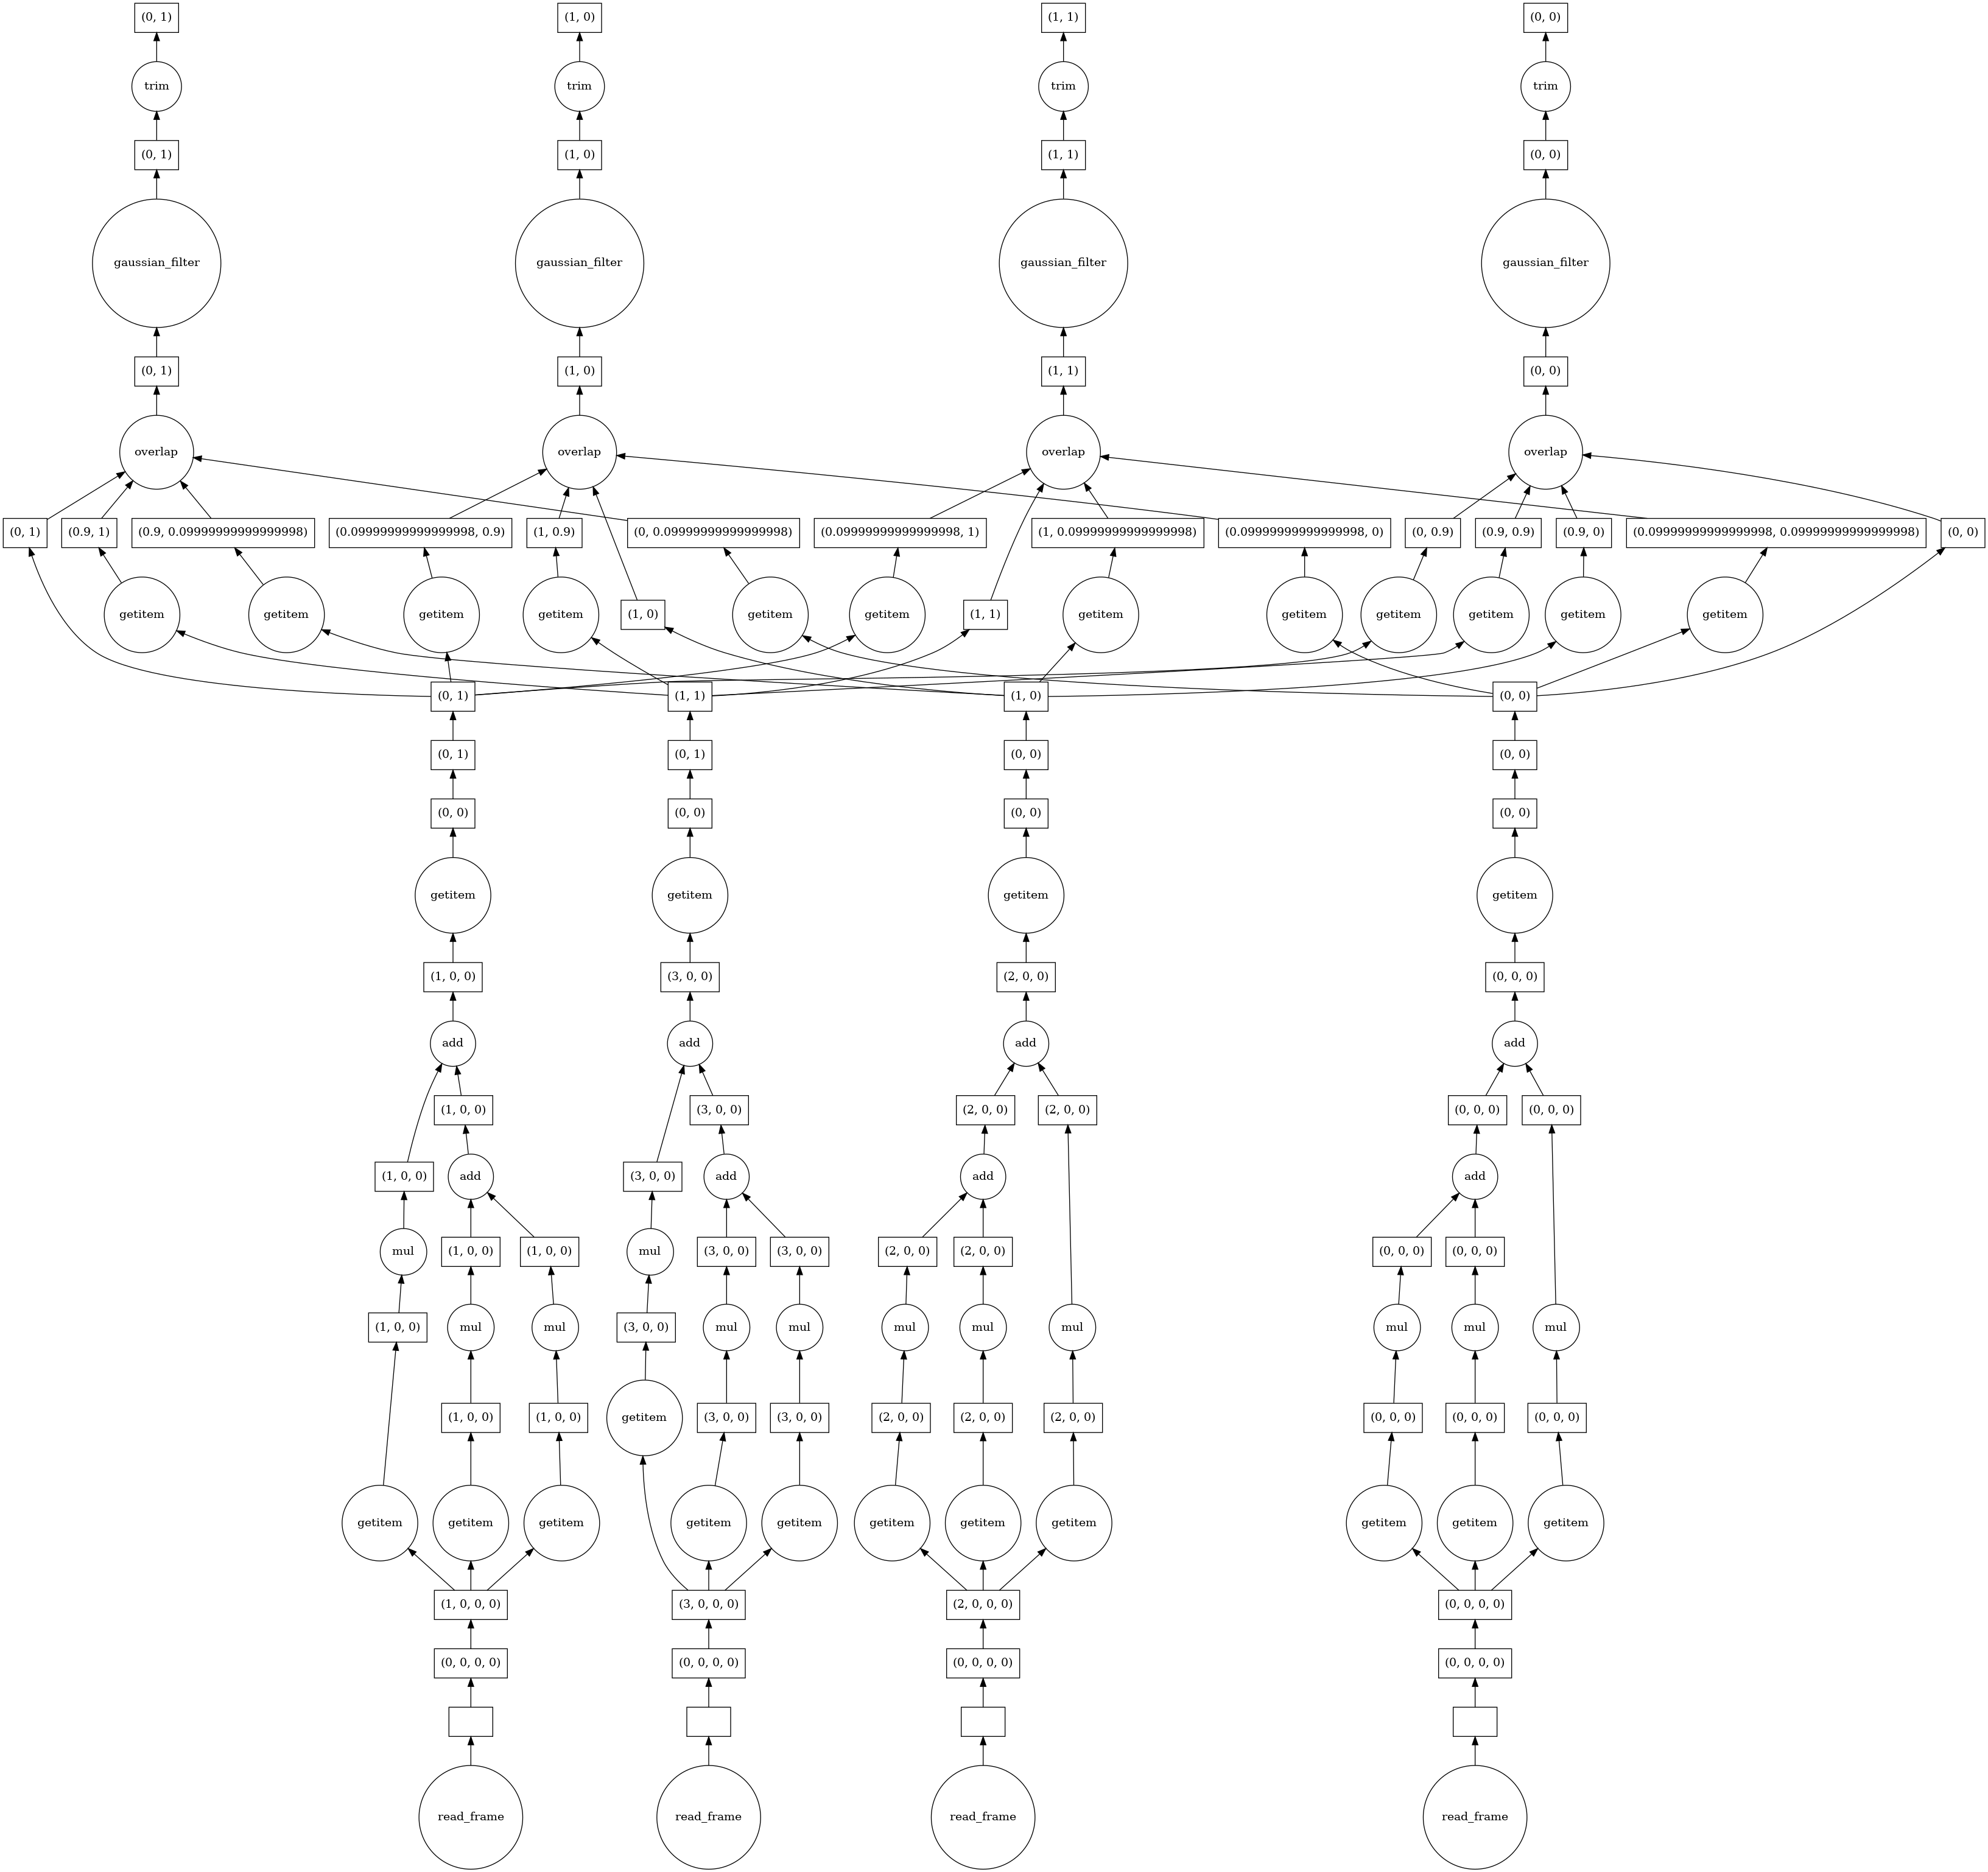 (0, 1)
(1, 0)
(1, 1)
(0, 0)
trim
trim
trim
trim
(0, 1)
(1, 0)
(1, 1)
(0, 0)
gaussian_filter
gaussian_filter
gaussian_filter
gaussian_filter
(0, 1)
(1, 0)
(1, 1)
(0, 0)
overlap
overlap
overlap
overlap
(0, 1)
(0.9, 1)
(0.9, 0.09999999999999998)
(0.09999999999999998, 0.9)
(1, 0.9)
(0, 0.09999999999999998)
(0.09999999999999998, 1)
(1, 0.09999999999999998)
(0.09999999999999998, 0)
(0, 0.9)
(0.9, 0.9)
(0.9, 0)
(0.09999999999999998, 0.09999999999999998)
(0, 0)
getitem
getitem
getitem
getitem
(1, 0)
getitem
getitem
(1, 1)
getitem
getitem
getitem
getitem
getitem
getitem
(0, 1)
(1, 1)
(1, 0)
(0, 0)
(0, 1)
(0, 1)
(0, 0)
(0, 0)
(0, 0)
(0, 0)
(0, 0)
(0, 0)
getitem
getitem
getitem
getitem
(1, 0, 0)
(3, 0, 0)
(2, 0, 0)
(0, 0, 0)
add
add
add
add
(1, 0, 0)
(3, 0, 0)
(2, 0, 0)
(2, 0, 0)
(0, 0, 0)
(0, 0, 0)
(1, 0, 0)
add
(3, 0, 0)
add
add
add
mul
(1, 0, 0)
(1, 0, 0)
mul
(3, 0, 0)
(3, 0, 0)
(2, 0, 0)
(2, 0, 0)
(0, 0, 0)
(0, 0, 0)
(1, 0, 0)
mul
mul
(3, 0, 0)
mul
mul
mul
mul
mul
mul
mul
mul
(1, 0, 0)
(1, 0, 0)
getitem
(3, 0, 0)
(3, 0, 0)
(2, 0, 0)
(2, 0, 0)
(2, 0, 0)
(0, 0, 0)
(0, 0, 0)
(0, 0, 0)
getitem
getitem
getitem
getitem
getitem
getitem
getitem
getitem
getitem
getitem
getitem
(1, 0, 0, 0)
(3, 0, 0, 0)
(2, 0, 0, 0)
(0, 0, 0, 0)
(0, 0, 0, 0)
(0, 0, 0, 0)
(0, 0, 0, 0)
(0, 0, 0, 0)
read_frame
read_frame
read_frame
read_frame